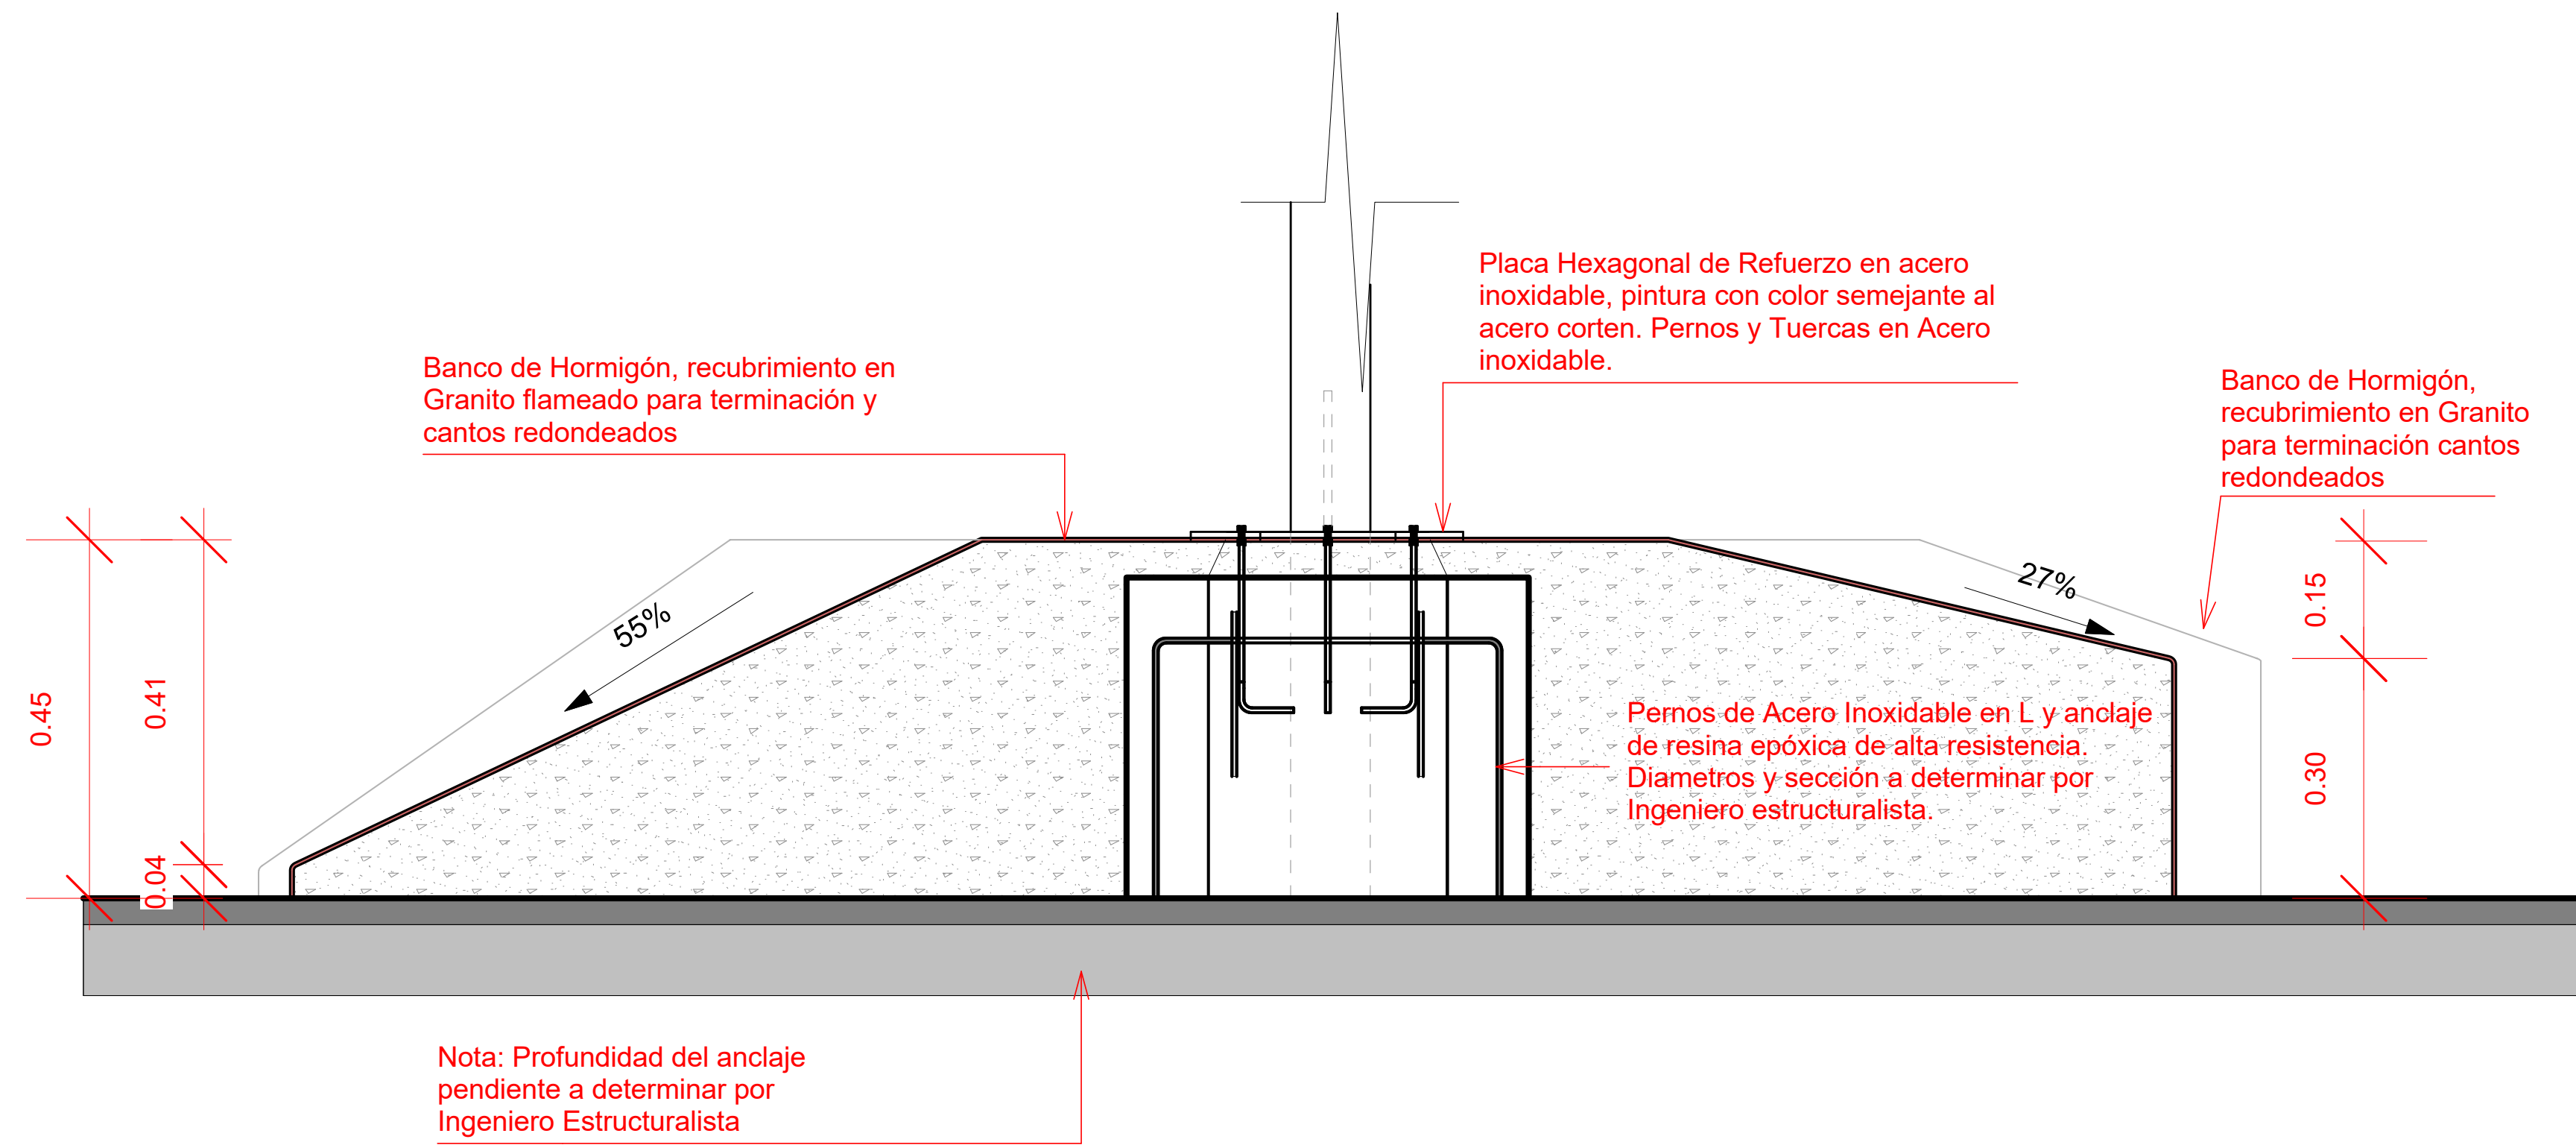 Placa Hexagonal de Refuerzo en acero
inoxidable, pintura con color semejante al
acero corten. Pernos y Tuercas en Acero
inoxidable.
Banco de Hormigón, recubrimiento en
Granito flameado para terminación y
cantos redondeados
Banco de Hormigón,
recubrimiento en Granito
para terminación cantos
redondeados
55%
27%
0.45
0.41
0.04
0.15
0.30
Pernos de Acero Inoxidable en L y anclaje
de resina epóxica de alta resistencia.
Diametros y sección a determinar por
Ingeniero estructuralista.
Nota: Profundidad del anclaje
pendiente a determinar por
Ingeniero Estructuralista